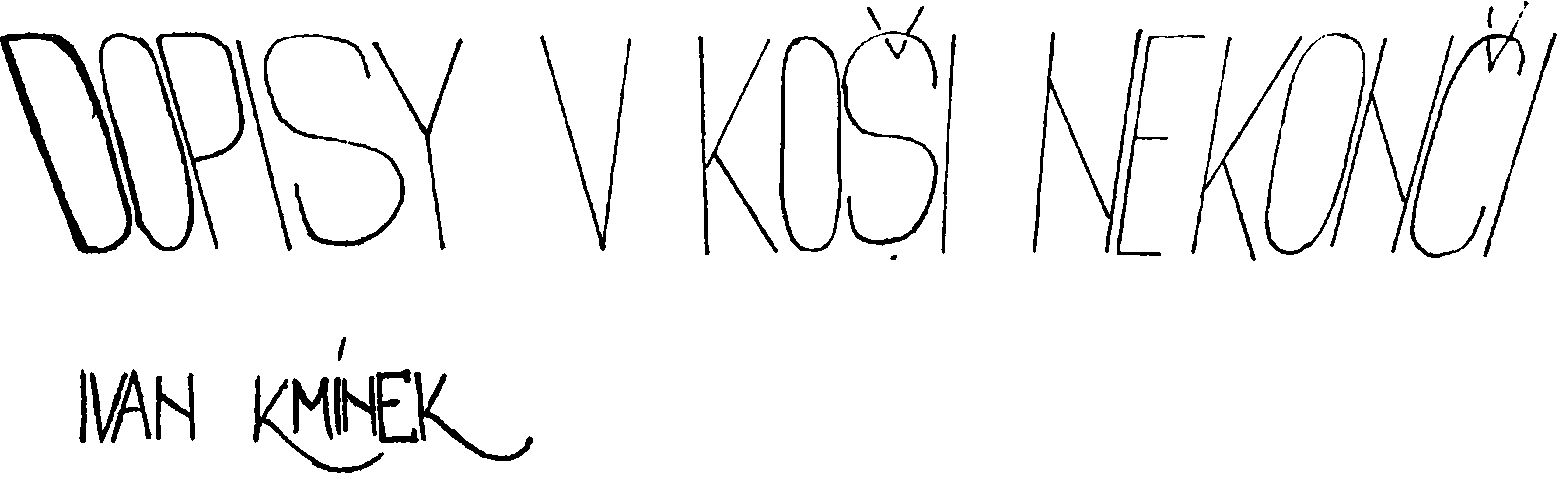 DOPISY V KOŠI NEKONČÍ
IVAN KMÍNEK